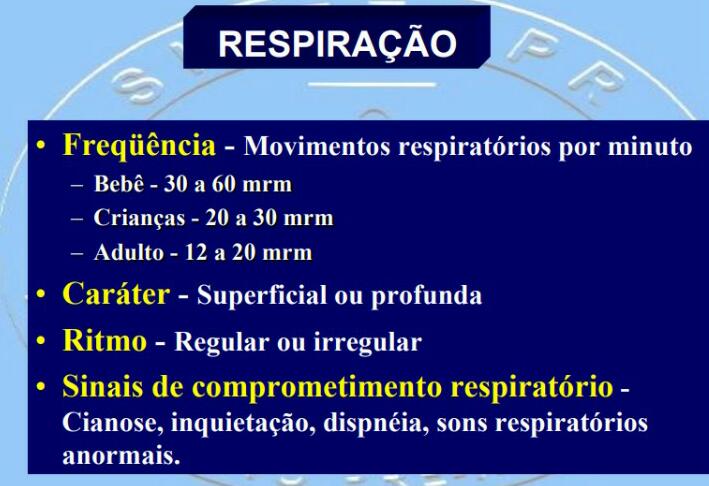 RESPIRAÇÃO
• Freqüência - Movimentos respiratórios por minuto
– Bebê - 30 a 60 mrm
– Crianças - 20 a 30 mrm
– Adulto - 12 a 20 mrm
• Caráter - Superficial ou profunda
• Ritmo - Regular ou irregular
• Sinais de comprometimento respiratório -
Cianose, inquietação, dispnéia, sons respiratórios
anormais.